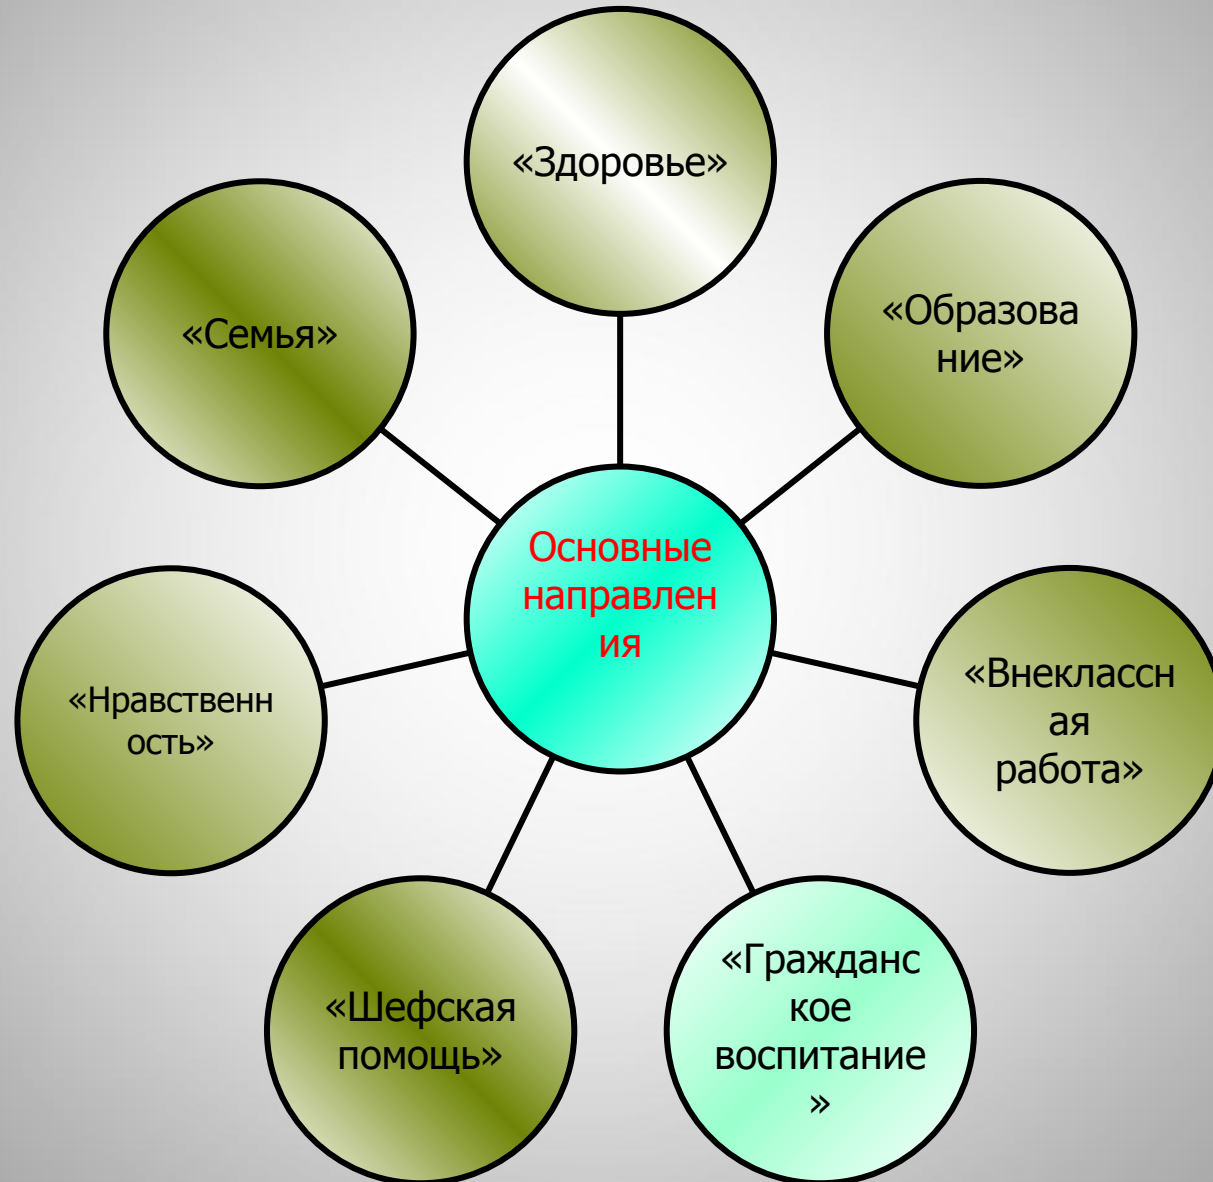 «Здоровье»
«Семья»
«Образова
ние»
Основные
направлен
ия
«Нравственн
ость»
«Внеклассн
ая
работа»
«Шефская
помощь»
«Гражданс
кое
воспитание
»